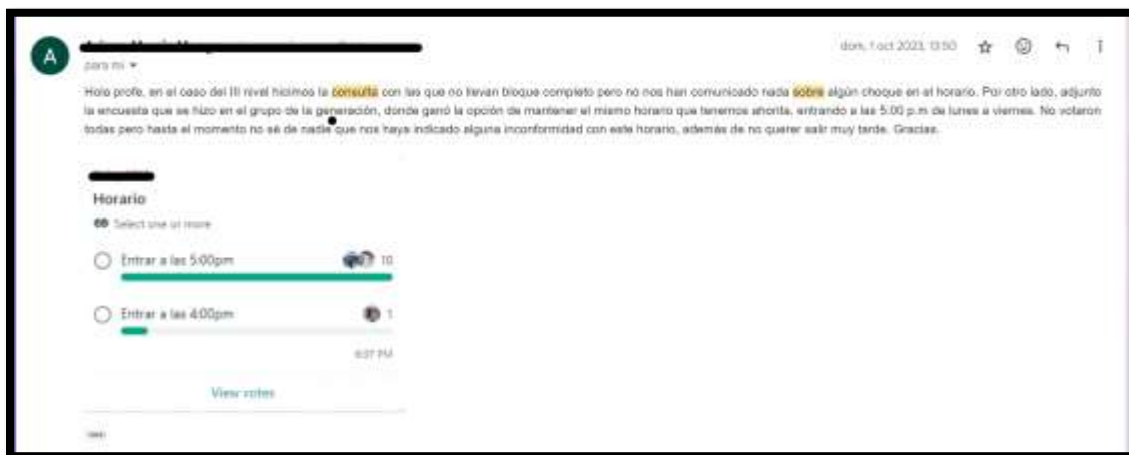 A
dom, 1 oct 2023, 13:50
para mí
Hola profe, en el caso del III nivel hicimos la consulta con las que no llevan bloque completo pero no nos han comunicado nada sobre algún choque en el horario. Por otro lado, adjunto
la encuesta que se hizo en el grupo de la generación, donde ganó la opción de mantener el mismo horario que tenemos ahorita, entrando a las 5:00 p.m de lunes a viernes. No votaron
todas pero hasta el momento no sé de nadie que nos haya indicado alguna inconformidad con este horario, además de no querer salir muy tarde. Gracias.
Horario
Select one or more
Entrar a las 5:00pm 10
Entrar a las 4:00pm 1
6:07 PM
View votes